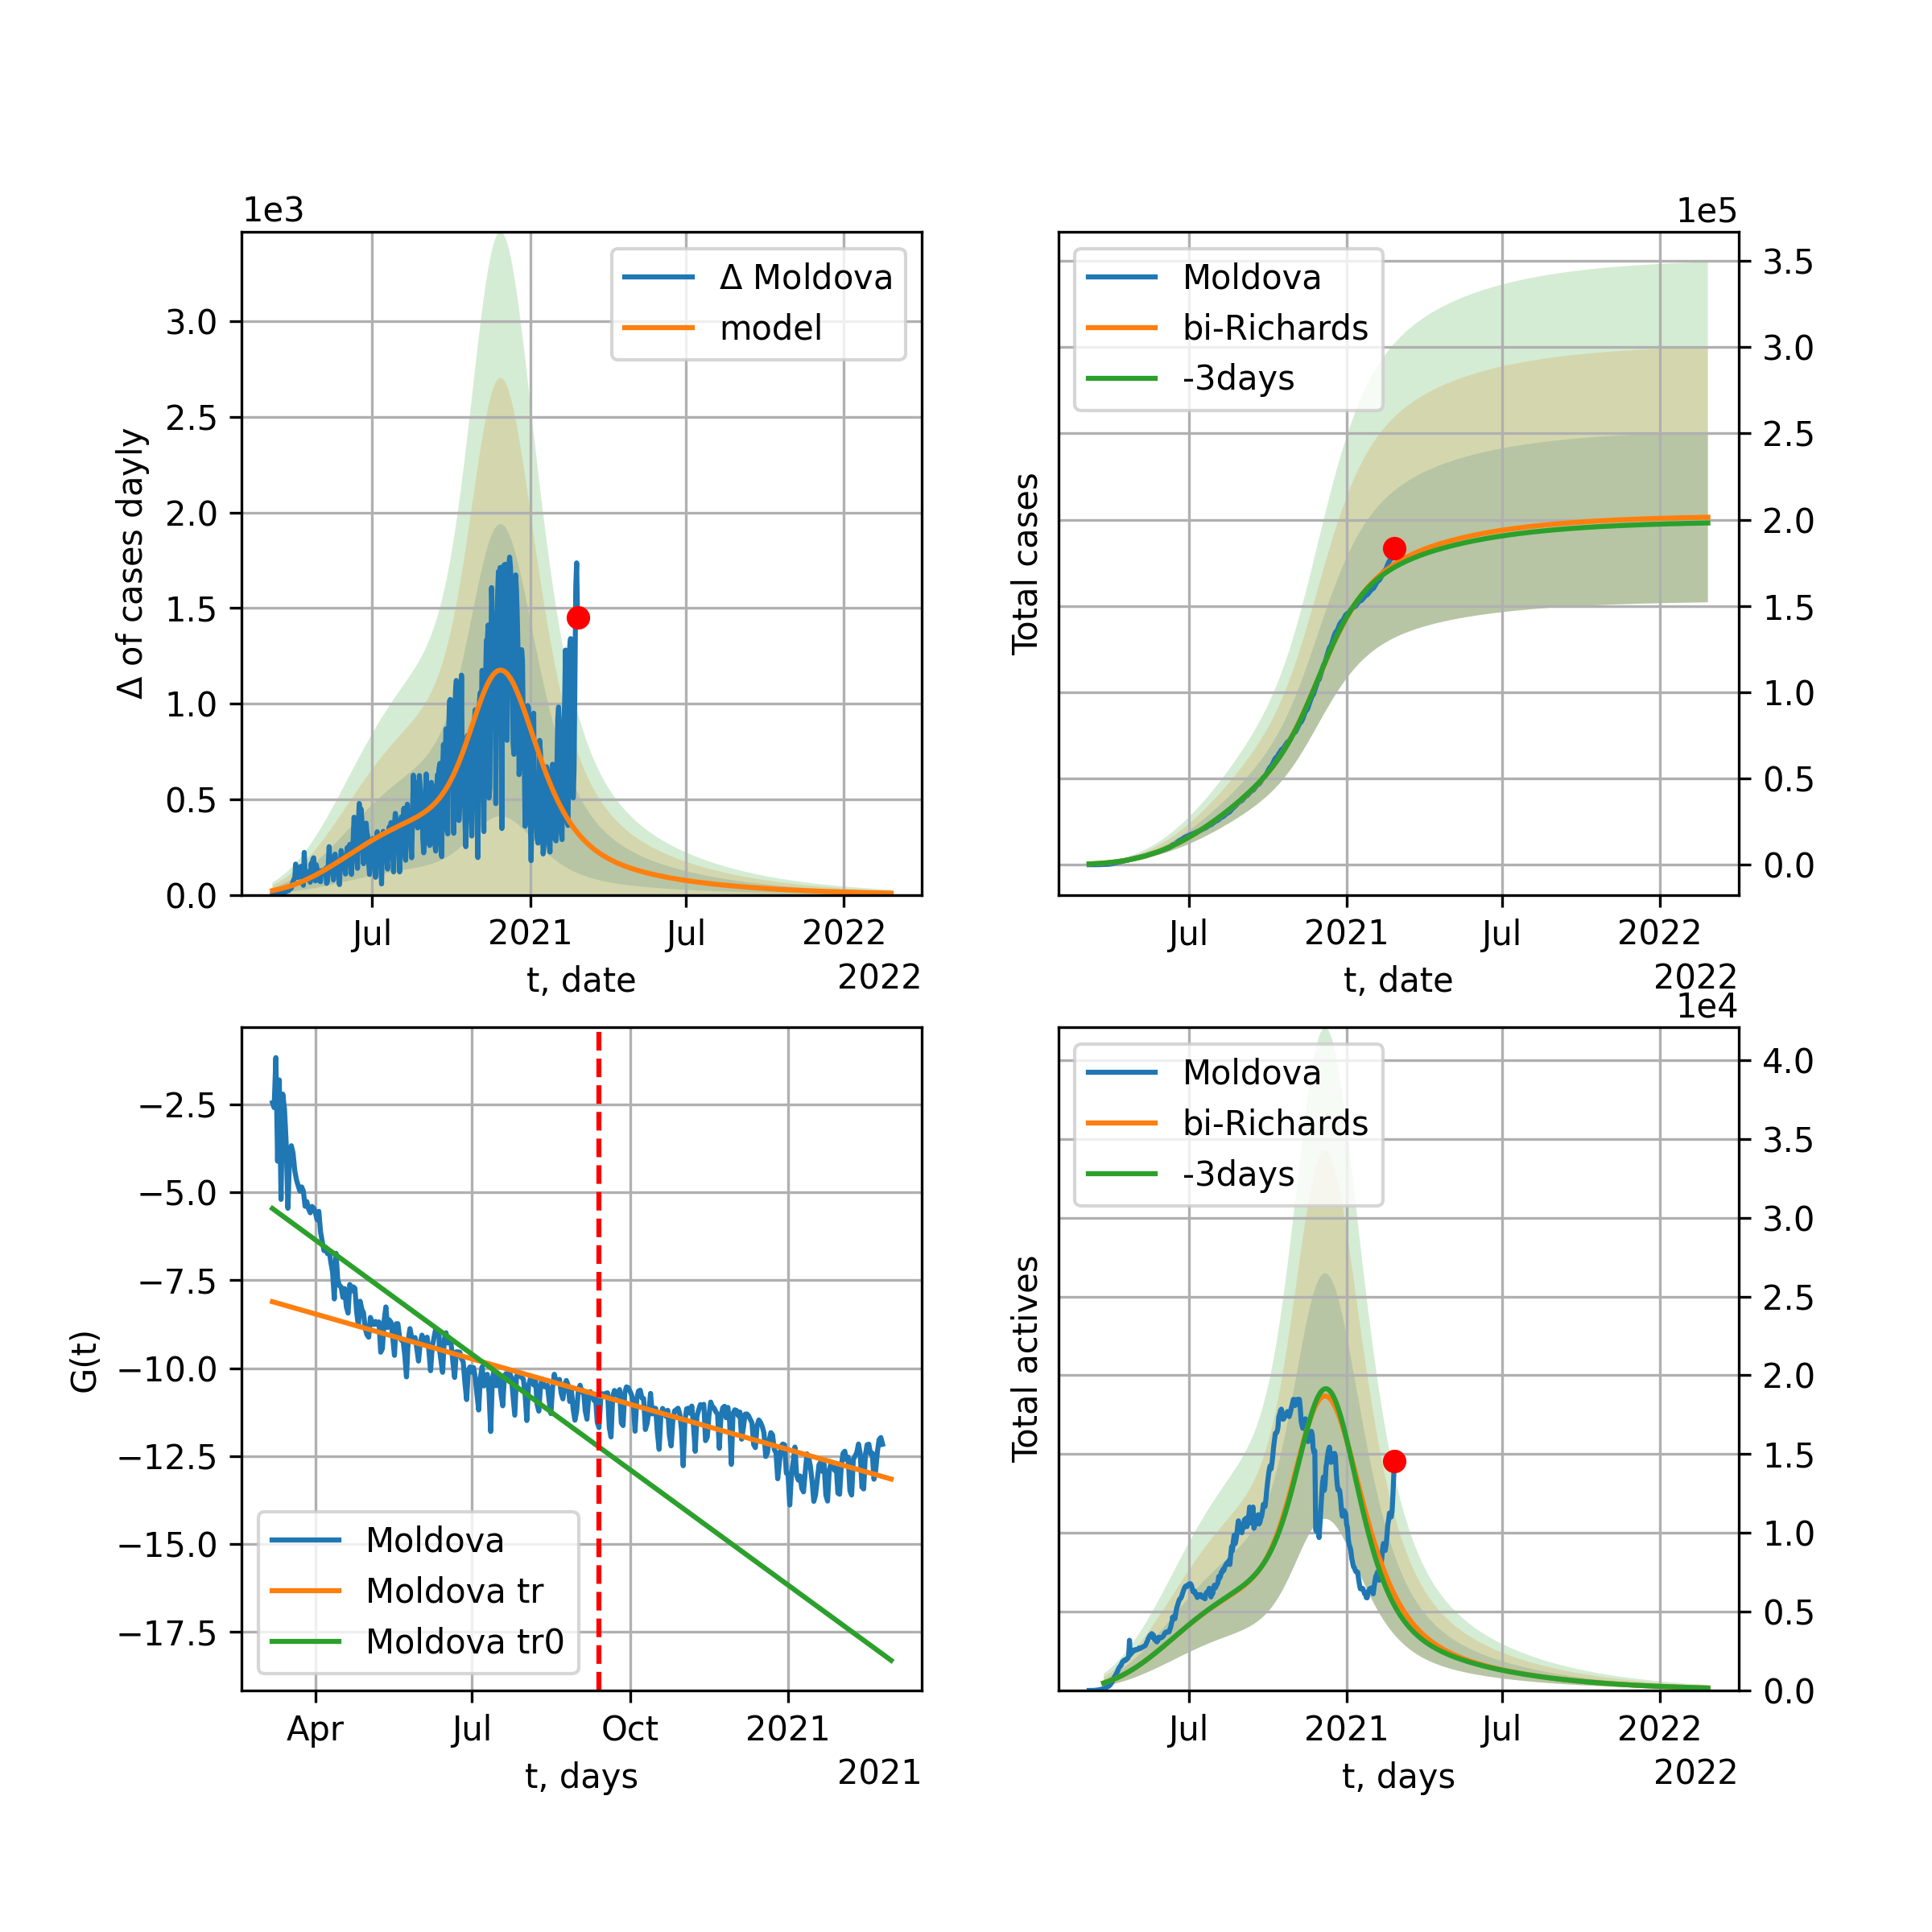 1e3
Δ Moldova
model
3.0
2.5
2.0
1.5
1.0
0.5
0.0
Δ of cases dayly
Jul
2021
Jul
2022
t, date
2022
1e5
Moldova
bi-Richards
-3days
3.5
3.0
2.5
2.0
1.5
1.0
0.5
0.0
Total cases
Jul
2021
Jul
2022
t, date
2022
−2.5
−5.0
−7.5
−10.0
−12.5
−15.0
−17.5
G(t)
Moldova
Moldova tr
Moldova tr0
Apr
Jul
Oct
2021
t, days
2021
1e4
Moldova
bi-Richards
-3days
4.0
3.5
3.0
2.5
2.0
1.5
1.0
0.5
0.0
Total actives
Jul
2021
Jul
2022
t, days
2022